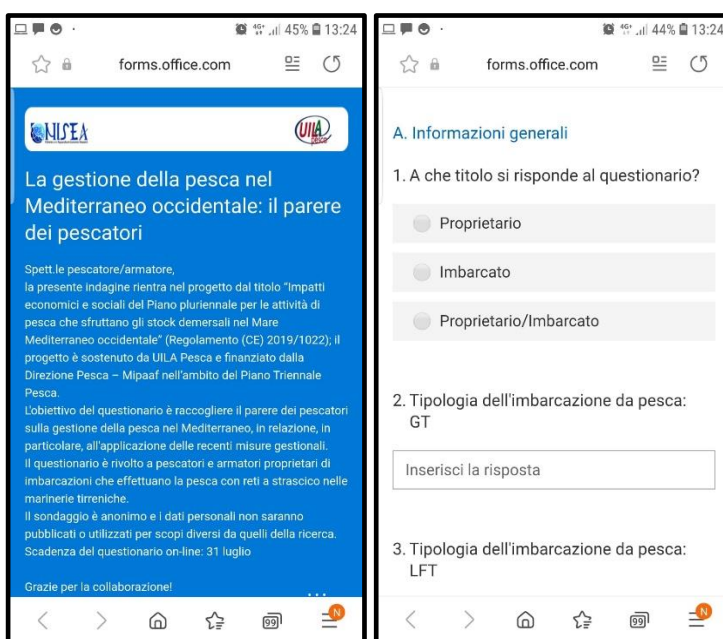 45% 13:24
forms.office.com
NISEA
UILA
pesca
La gestione della pesca nel
Mediterraneo occidentale: il parere
dei pescatori
Spett.le pescatore/armatore,
la presente indagine rientra nel progetto dal titolo "Impatti
economici e sociali del Piano pluriennale per le attività di
pesca che sfruttano gli stock demersali nel Mare
Mediterraneo occidentale" (Regolamento (CE) 2019/1022); il
progetto è sostenuto da UILA Pesca e finanziato dalla
Direzione Pesca – Mipaaf nell'ambito del Piano Triennale
Pesca.
L'obiettivo del questionario è raccogliere il parere dei pescatori
sulla gestione della pesca nel Mediterraneo, in relazione, in
particolare, all'applicazione delle recenti misure gestionali.
Il questionario è rivolto a pescatori e armatori proprietari di
imbarcazioni che effettuano la pesca con reti a strascico nelle
marinerie tirreniche.
Il sondaggio è anonimo e i dati personali non saranno
pubblicati o utilizzati per scopi diversi da quelli della ricerca.
Scadenza del questionario on-line: 31 luglio
Grazie per la collaborazione!
99
N
4G+ 44% 13:24
forms.office.com
A. Informazioni generali
1. A che titolo si risponde al questionario?
Proprietario
Imbarcato
Proprietario/Imbarcato
2. Tipologia dell'imbarcazione da pesca:
GT
Inserisci la risposta
3. Tipologia dell'imbarcazione da pesca:
LFT
99
N